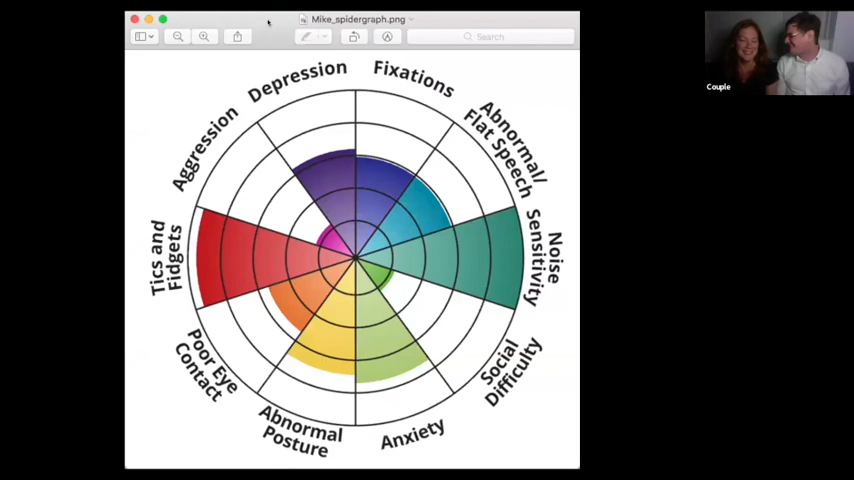 Mike_spidergraph.png
Search
Couple
Depression
Fixations
Abnormal/
Flat Speech
Noise
Sensitivity
Social
Difficulty
Anxiety
Abnormal
Posture
Poor Eye
Contact
Tics and
Fidgets
Aggression